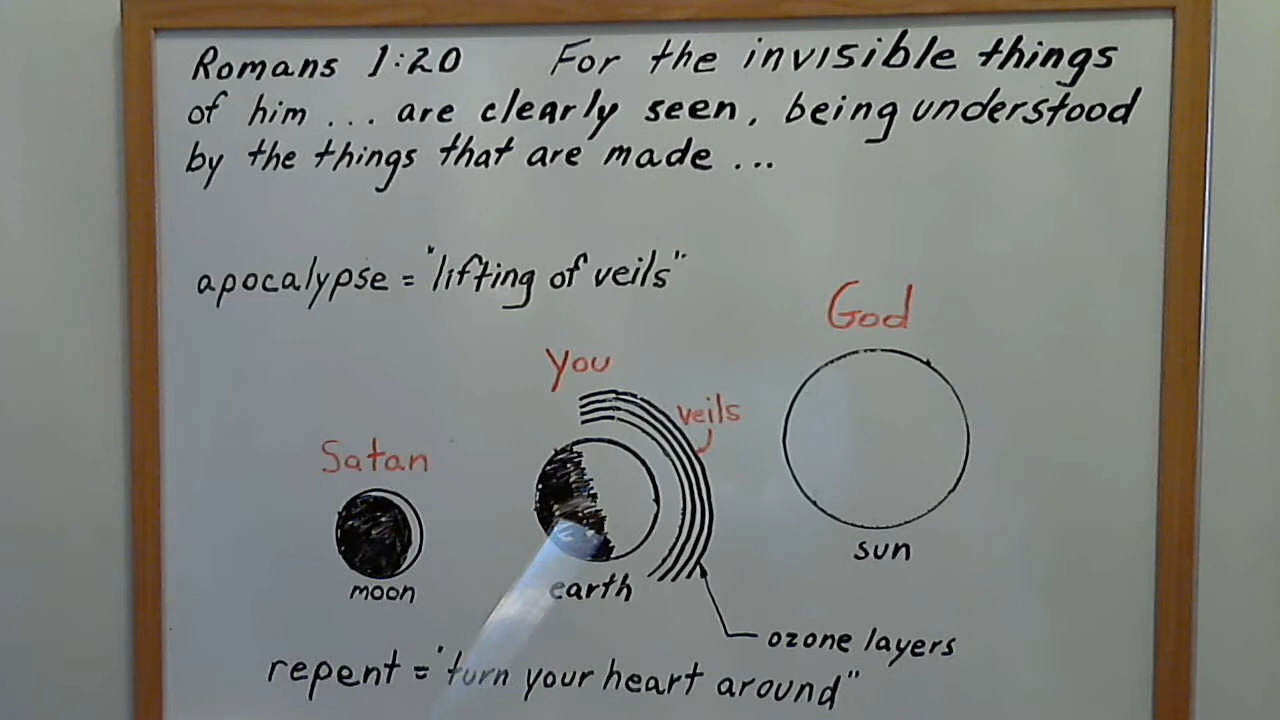 Romans 1:20 For the invisible things
of him ... are clearly seen, being understood
by the things that are made ...
apocalypse = "lifting of veils"
God
You
veils
Satan
sun
moon
earth
ozone layers
repent = "turn your heart around"